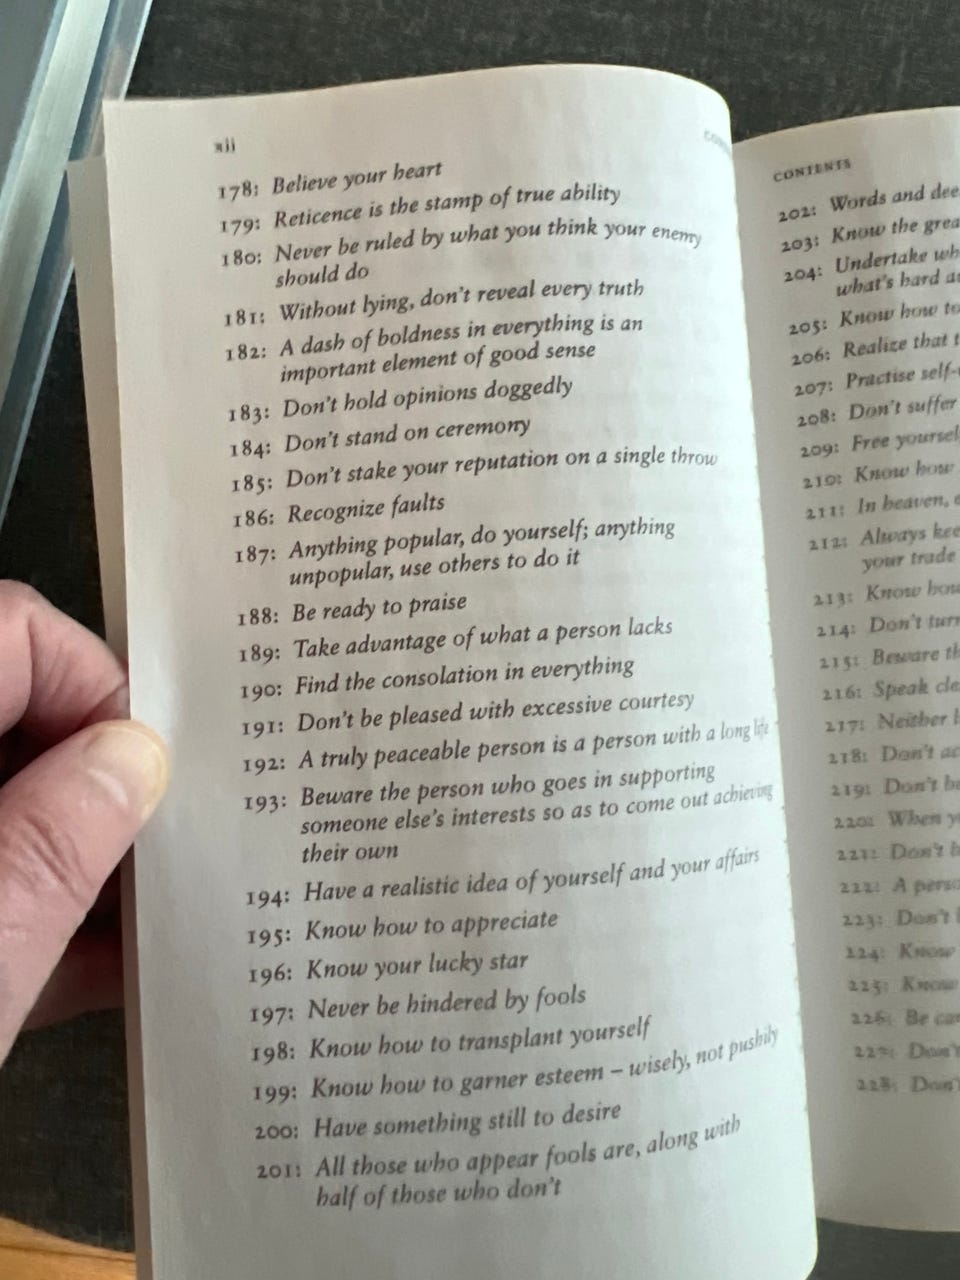 xii
178: Believe your heart
179: Reticence is the stamp of true ability
180: Never be ruled by what you think your enemy
should do
181: Without lying, don't reveal every truth
182: A dash of boldness in everything is an
important element of good sense
183: Don't hold opinions doggedly
184: Don't stand on ceremony
185: Don't stake your reputation on a single throw
186: Recognize faults
187: Anything popular, do yourself; anything
unpopular, use others to do it
188: Be ready to praise
189: Take advantage of what a person lacks
190: Find the consolation in everything
191: Don't be pleased with excessive courtesy
192: A truly peaceable person is a person with a long life
193: Beware the person who goes in supporting
someone else's interests so as to come out achieving
their own
194: Have a realistic idea of yourself and your affairs
195: Know how to appreciate
196: Know your lucky star
197: Never be hindered by fools
198: Know how to transplant yourself
199: Know how to garner esteem – wisely, not pushily
200: Have something still to desire
201: All those who appear fools are, along with
half of those who don't
CONTENTS
202: Words and dee
203: Know the grea
204: Undertake wh
what's hard a
205: Know how to
206: Realize that t
207: Practise self-
208: Don't suffer
209: Free yoursel
210: Know how
211: In heaven,
212: Always kee
your trade
213: Know how
214: Don't turn
215: Beware th
216: Speak cle
217: Neither
218: Don't ac
219: Don't be
220: When y
221: Don't b
222: A perso
223: Don't
224: Know
225: Know
226: Be car
227: Don't
228: Don't